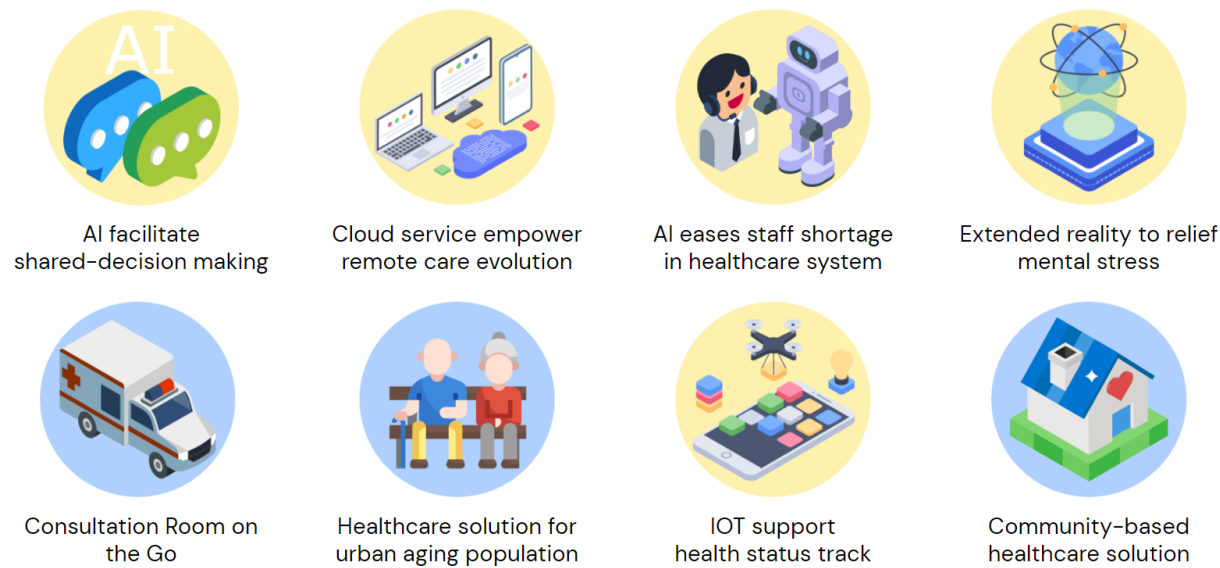 AI
AI facilitate
shared-decision making
Cloud service empower
remote care evolution
AI eases staff shortage
in healthcare system
Extended reality to relief
mental stress
Consultation Room on
the Go
Healthcare solution for
urban aging population
IOT support
health status track
Community-based
healthcare solution